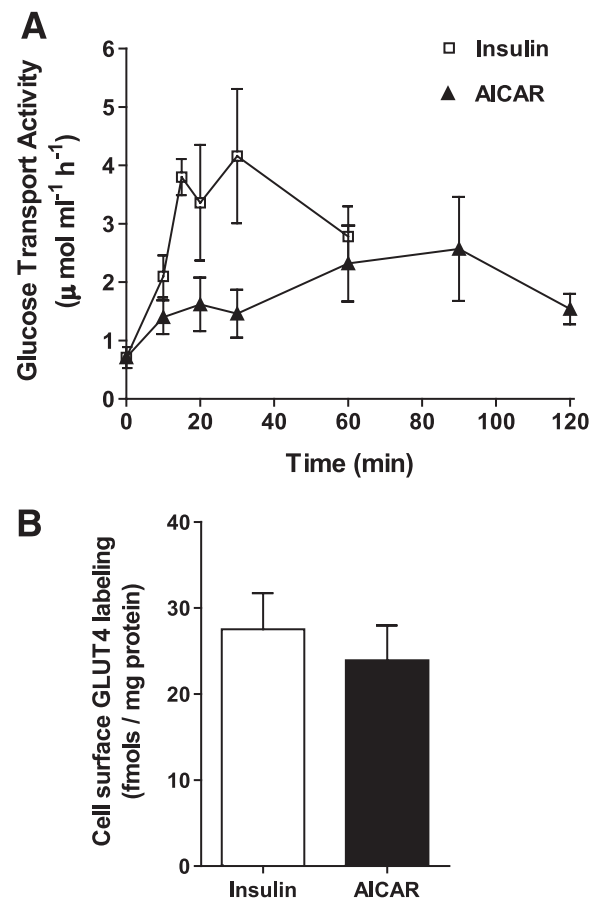 A
Glucose Transport Activity
(μ mol ml⁻¹ h⁻¹)
6
5
4
3
2
1
0
Insulin
AICAR
0 20 40 60 80 100 120
Time (min)
B
Cell surface GLUT4 labeling
(fmols / mg protein)
40
30
20
10
0
Insulin AICAR